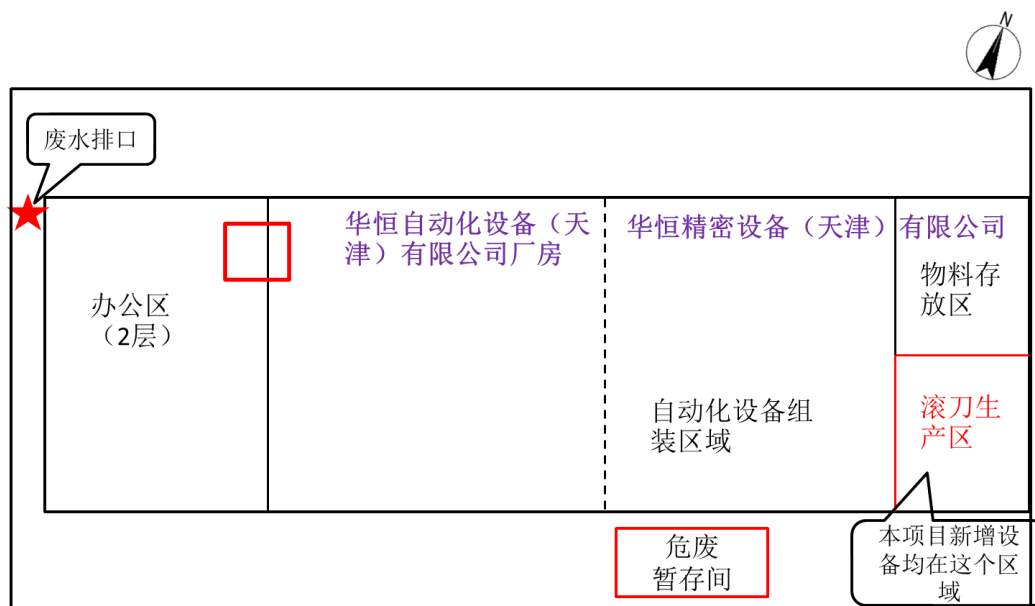 N
废水排口
华恒自动化设备（天
津）有限公司厂房
华恒精密设备（天津）有限公司
物料存
放区
办公区
（2层）
自动化设备组
装区域
滚刀生
产区
危废
暂存间
本项目新增设
备均在这个区
域